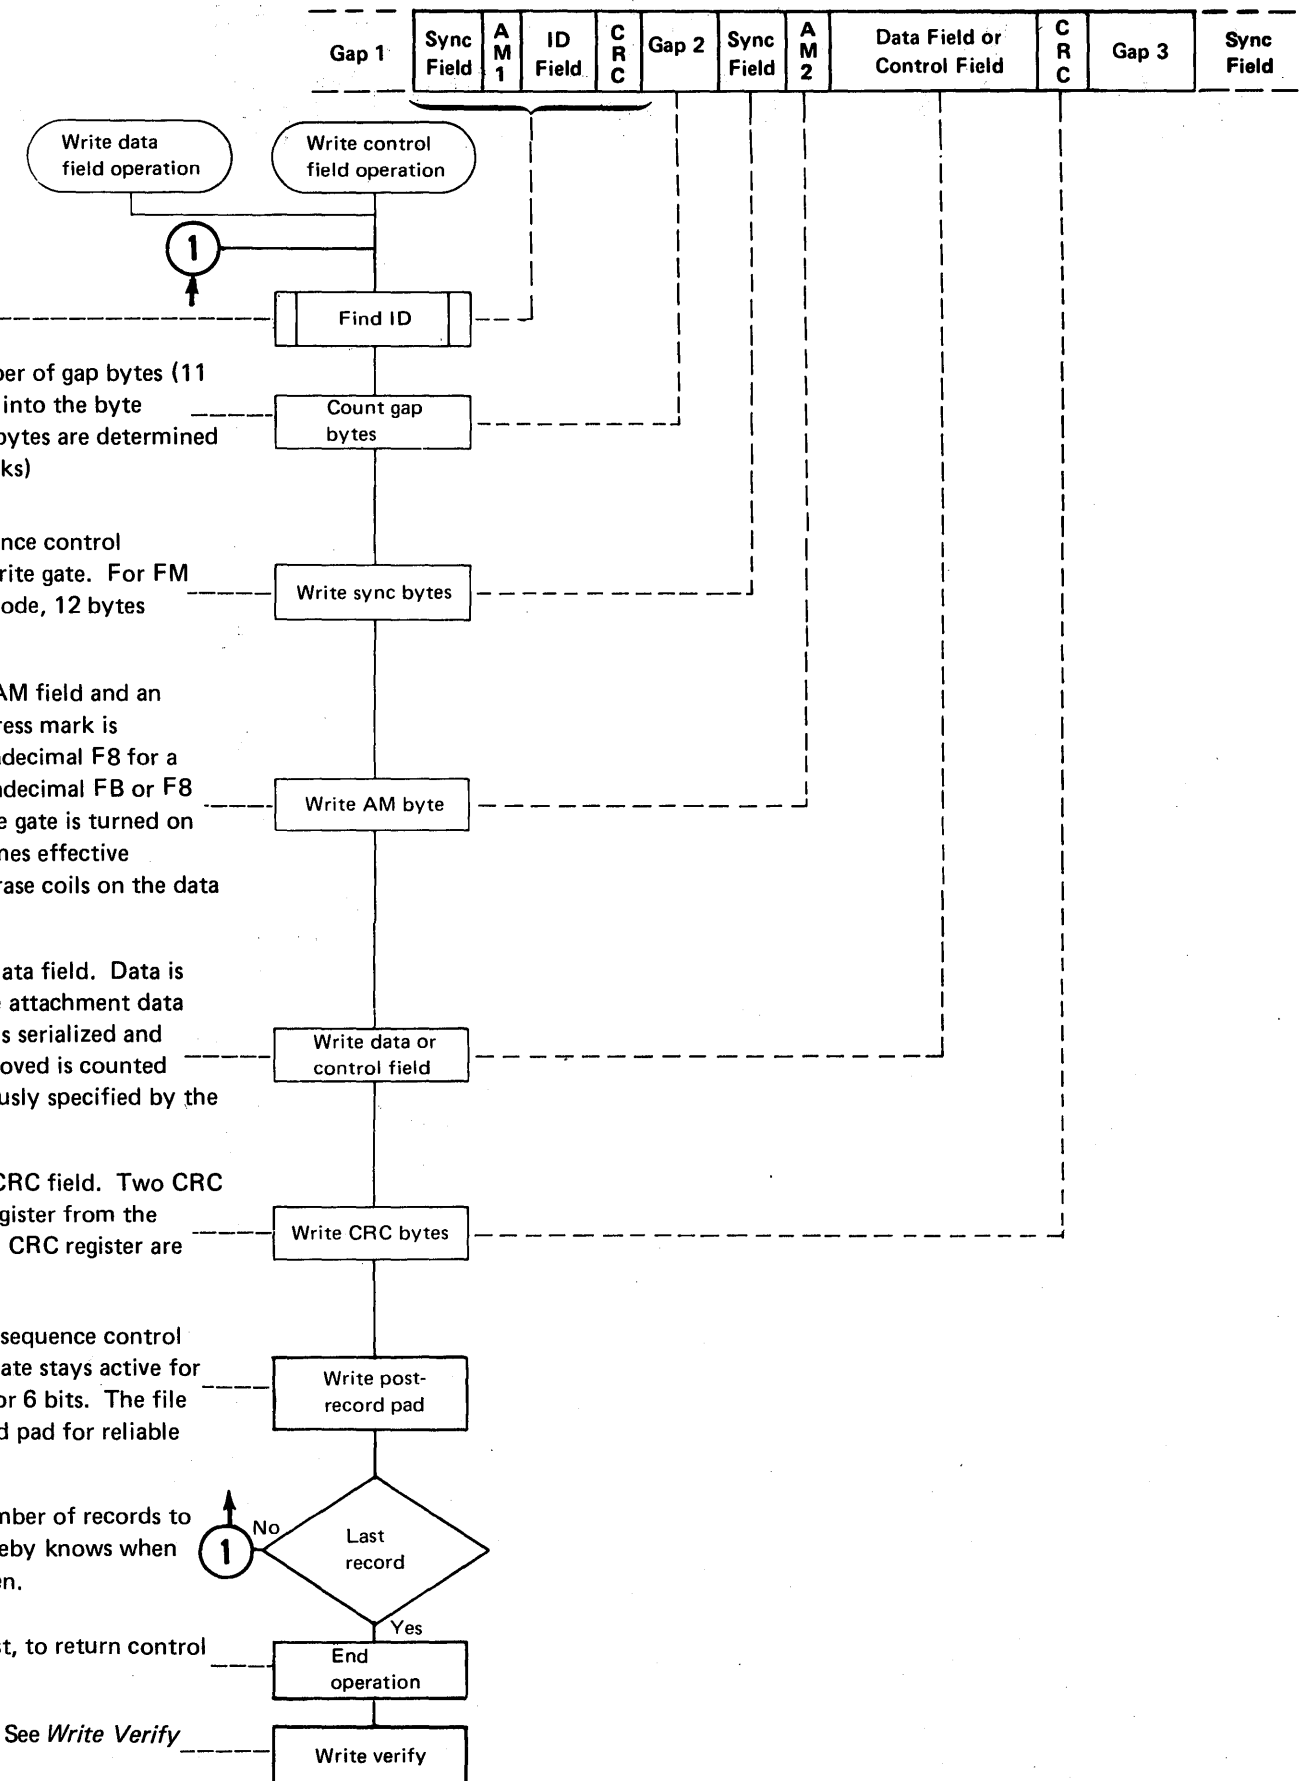 Gap 1
Sync
Field
A
M
1
ID
Field
C
R
C
Gap 2
Sync
Field
A
M
2
Data Field or
Control Field
C
R
C
Gap 3
Sync
Field
Write data
field operation
Write control
field operation
1
Find ID
ber of gap bytes (11
into the byte
bytes are determined
ks)
Count gap
bytes
nce control
rite gate. For FM
ode, 12 bytes
Write sync bytes
AM field and an
ress mark is
adecimal F8 for a
adecimal FB or F8
e gate is turned on
nes effective
rase coils on the data
Write AM byte
ata field. Data is
e attachment data
s serialized and
oved is counted
usly specified by the
Write data or
control field
CRC field. Two CRC
egister from the
CRC register are
Write CRC bytes
sequence control
ate stays active for
or 6 bits. The file
d pad for reliable
Write post-
record pad
mber of records to
eby knows when
en.
1
No
Last
record
Yes
st, to return control
End
operation
See Write Verify
Write verify